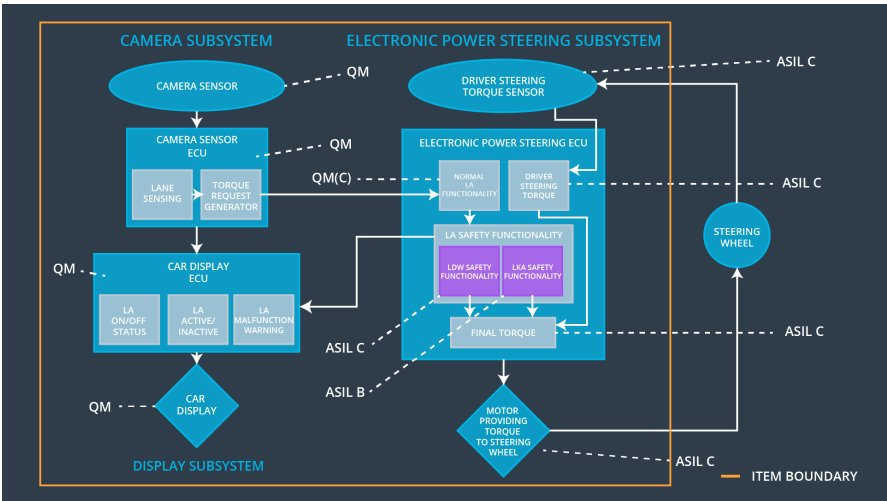 CAMERA SUBSYSTEM
ELECTRONIC POWER STEERING SUBSYSTEM
CAMERA SENSOR
QM
DRIVER STEERING
TORQUE SENSOR
ASIL C
CAMERA SENSOR
ECU
QM
LANE
SENSING
TORQUE
REQUEST
GENERATOR
QM(C)
ELECTRONIC POWER STEERING ECU
NORMAL
LA
FUNCTIONALITY
DRIVER
STEERING
TORQUE
ASIL C
LA SAFETY FUNCTIONALITY
LDW SAFETY
FUNCTIONALITY
LKA SAFETY
FUNCTIONALITY
STEERING
WHEEL
QM
CAR DISPLAY
ECU
LA
ON/OFF
STATUS
LA
ACTIVE/
INACTIVE
LA
MALFUNCTION
WARNING
FINAL TORQUE
ASIL C
ASIL C
ASIL B
QM
CAR
DISPLAY
MOTOR
PROVIDING
TORQUE
TO STEERING
WHEEL
ASIL C
DISPLAY SUBSYSTEM
ITEM BOUNDARY